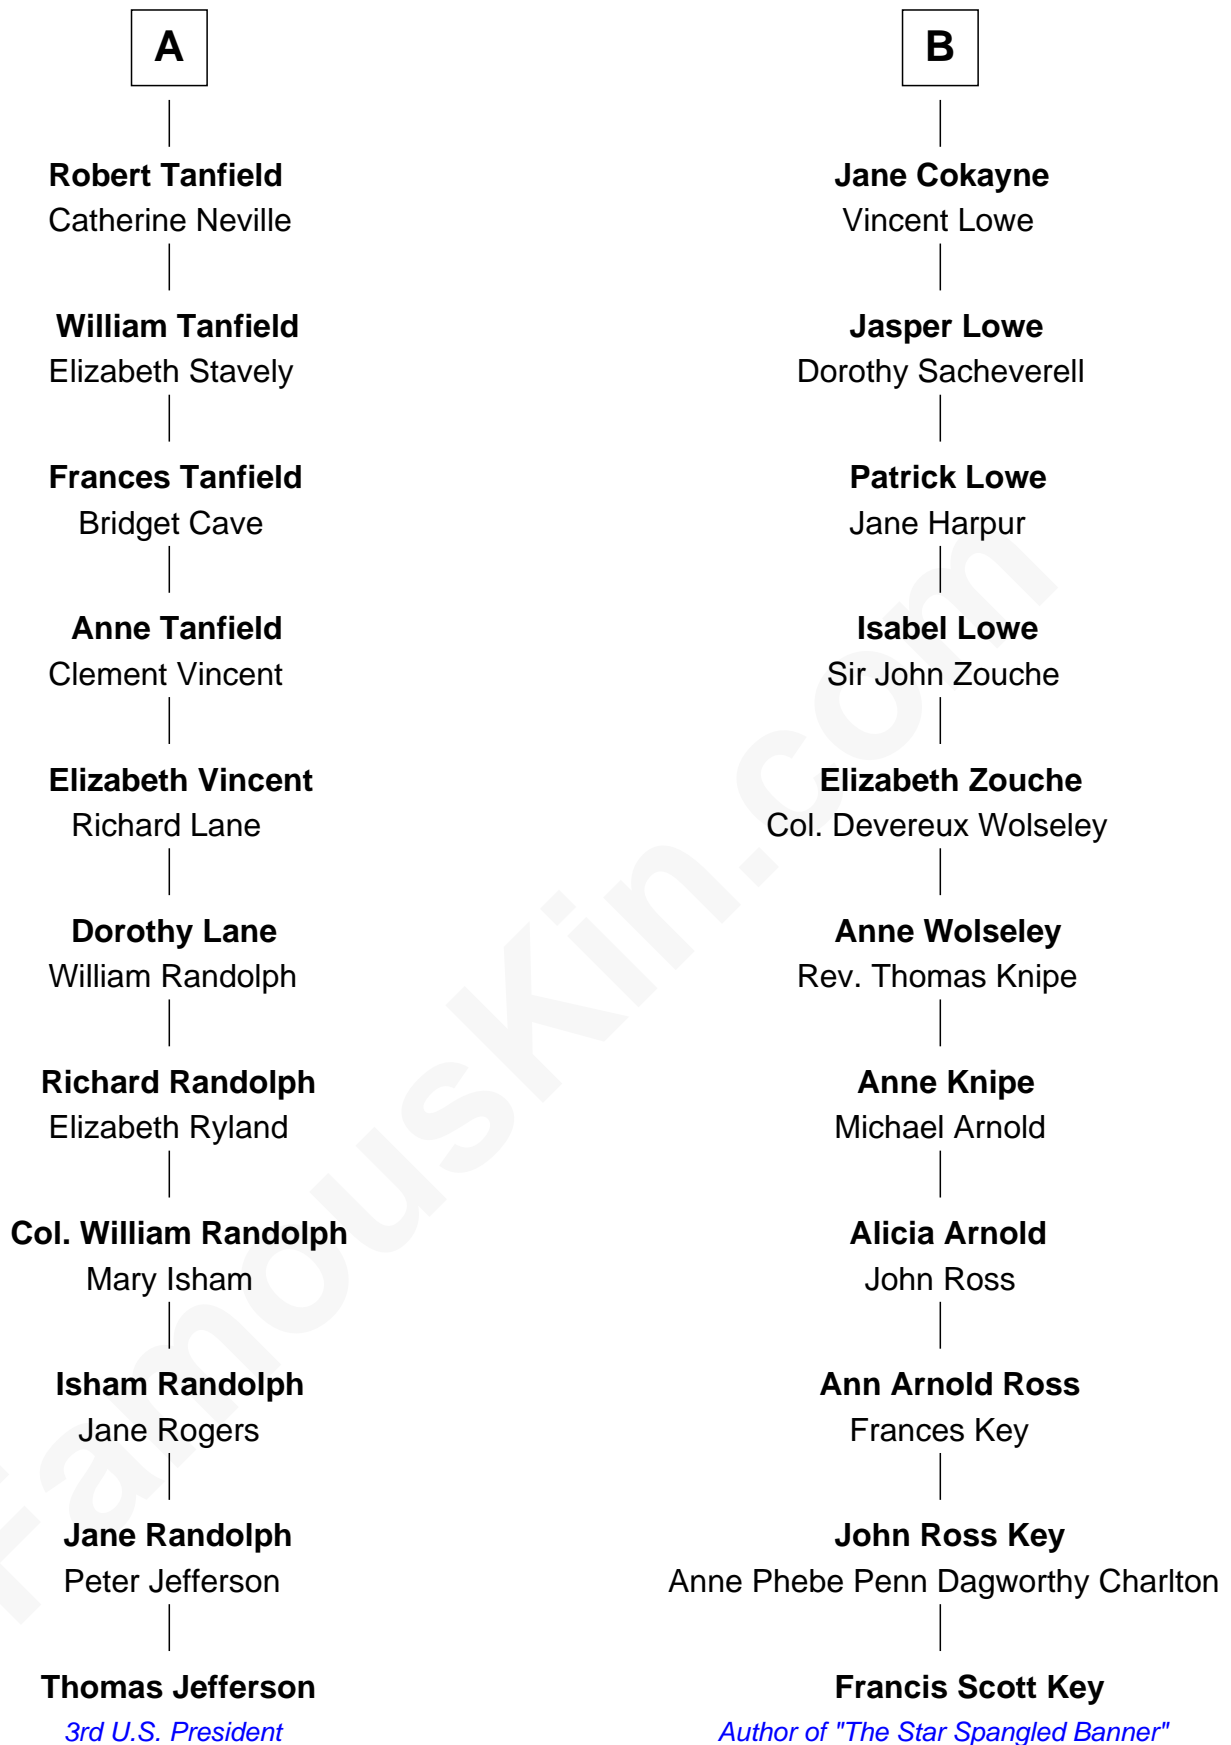 A
Robert Tanfield
Catherine Neville
William Tanfield
Elizabeth Stavely
Frances Tanfield
Bridget Cave
Anne Tanfield
Clement Vincent
Elizabeth Vincent
Richard Lane
Dorothy Lane
William Randolph
Richard Randolph
Elizabeth Ryland
Col. William Randolph
Mary Isham
Isham Randolph
Jane Rogers
Jane Randolph
Peter Jefferson
Thomas Jefferson
3rd U.S. President
B
Jane Cokayne
Vincent Lowe
Jasper Lowe
Dorothy Sacheverell
Patrick Lowe
Jane Harpur
Isabel Lowe
Sir John Zouche
Elizabeth Zouche
Col. Devereux Wolseley
Anne Wolseley
Rev. Thomas Knipe
Anne Knipe
Michael Arnold
Alicia Arnold
John Ross
Ann Arnold Ross
Frances Key
John Ross Key
Anne Phebe Penn Dagworthy Charlton
Francis Scott Key
Author of "The Star Spangled Banner"
FamousKin.com